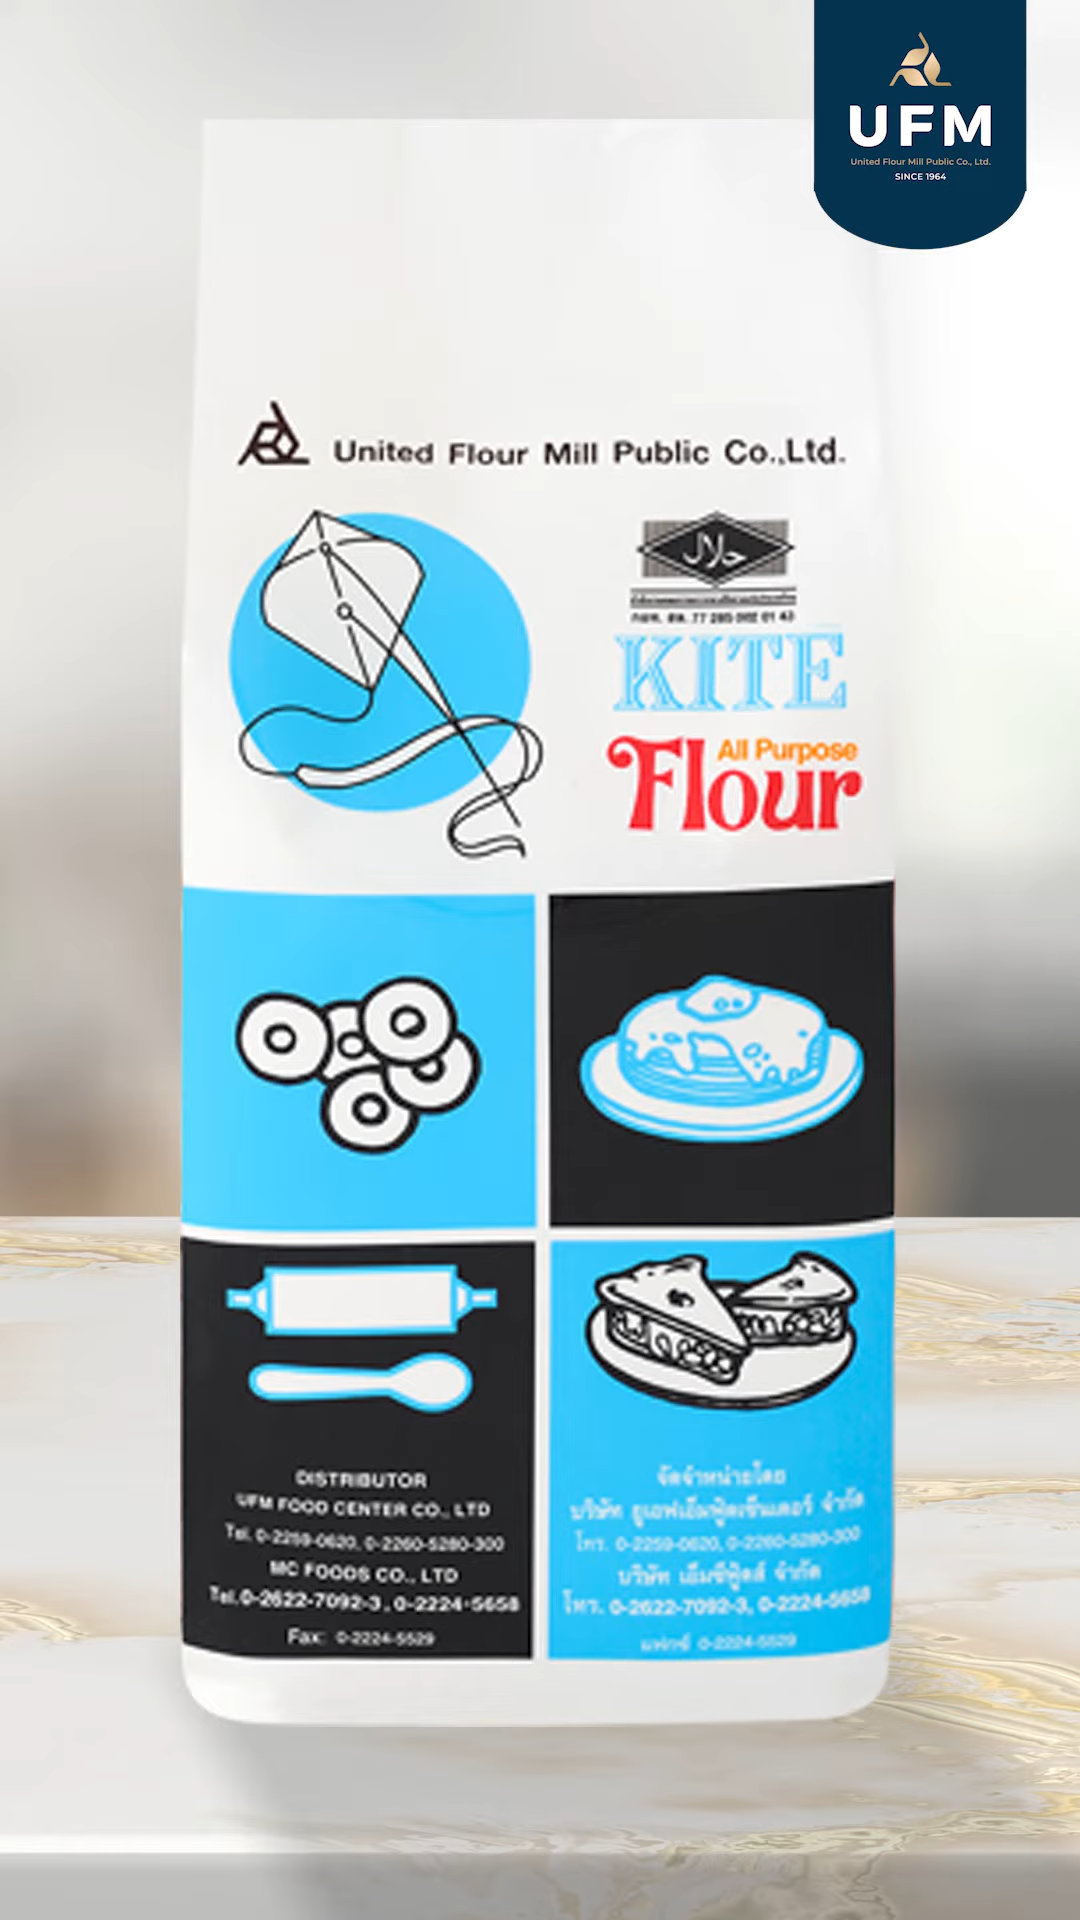 UFM
United Flour Mill Public Co., Ltd.
SINCE 1964
United Flour Mill Public Co.,Ltd.
حلال
KITE
All Purpose
Flour
DISTRIBUTOR
UFM FOOD CENTER CO., LTD
Tel. 0-2259-0620, 0-2260-5280-300
MC FOODS CO., LTD
Tel.0-2622-7092-3, 0-2224-5658
Fax: 0-2224-5529
จัดจำหน่ายโดย
บริษัท ยูเอฟเอ็มฟู้ดเซ็นเตอร์ จำกัด
โทร. 0-2259-0620, 0-2260-5280-300
บริษัท เอ็มซีฟู้ดส์ จำกัด
โทร. 0-2622-7092-3, 0-2224-5658
แฟกซ์ 0-2224-5529